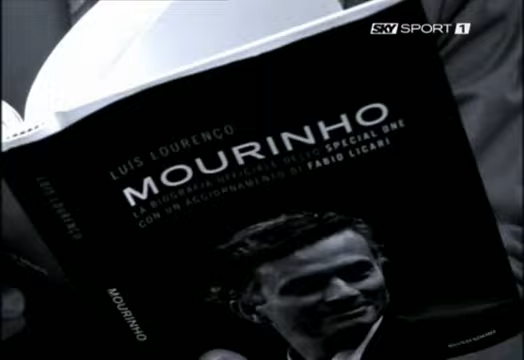 SKY SPORT 1
LUIS LOURENÇO
MOURINHO
LA BIOGRAFIA UFFICIALE DELLO SPECIAL ONE
CON UN AGGIORNAMENTO DI FABIO LICARI
LUIS LOURENÇO
MOURINHO